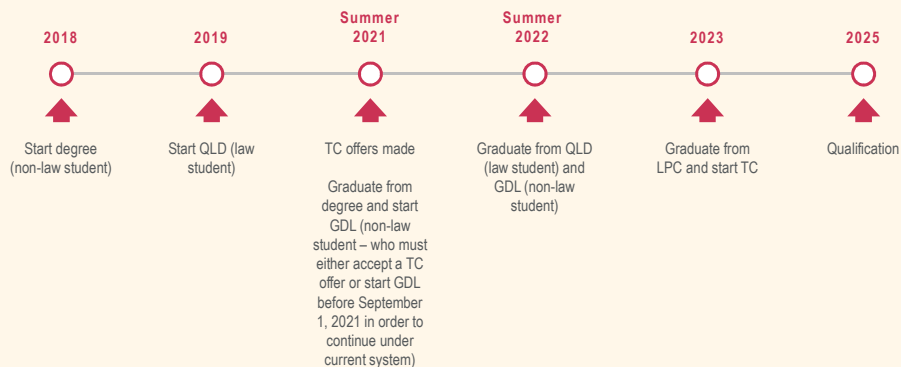 2018
Start degree
(non-law student)
2019
Start QLD (law
student)
Summer
2021
TC offers made
Graduate from
degree and start
GDL (non-law
student – who must
either accept a TC
offer or start GDL
before September
1, 2021 in order to
continue under
current system)
Summer
2022
Graduate from QLD
(law student) and
GDL (non-law
student)
2023
Graduate from
LPC and start TC
2025
Qualification